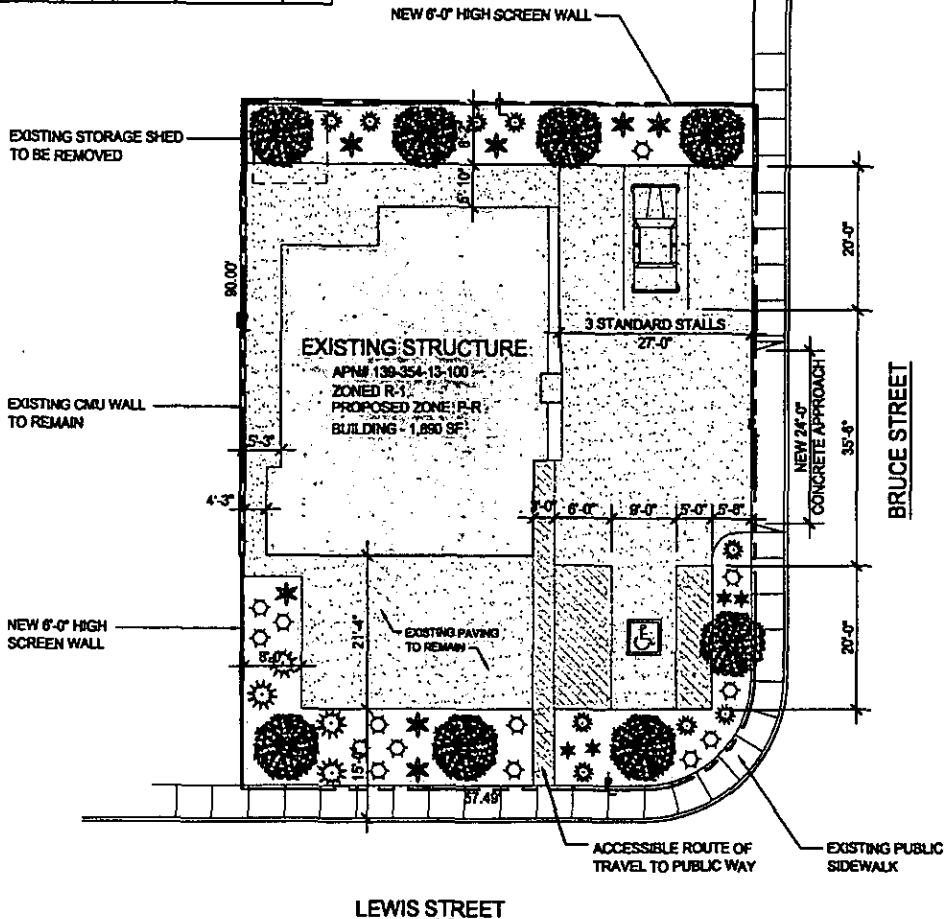 NEW 6'-0" HIGH SCREEN WALL
EXISTING STORAGE SHED
TO BE REMOVED
5'-10"
90.00'
20'-0"
3 STANDARD STALLS
27'-0"
EXISTING STRUCTURE
APN# 139-354-13-100
ZONED R-1
PROPOSED ZONE: P-R
BUILDING - 1,690 SF
EXISTING CMU WALL
TO REMAIN
NEW 24'-0"
CONCRETE APPROACH
35'-6"
BRUCE STREET
5'-3"
4'-3"
6'-0"
9'-0"
5'-0"
5'-8"
NEW 6'-0" HIGH
SCREEN WALL
8'-0"
21'-4"
EXISTING PAVING
TO REMAIN
20'-0"
15'-0"
57.49'
ACCESSIBLE ROUTE OF
TRAVEL TO PUBLIC WAY
EXISTING PUBLIC
SIDEWALK
LEWIS STREET